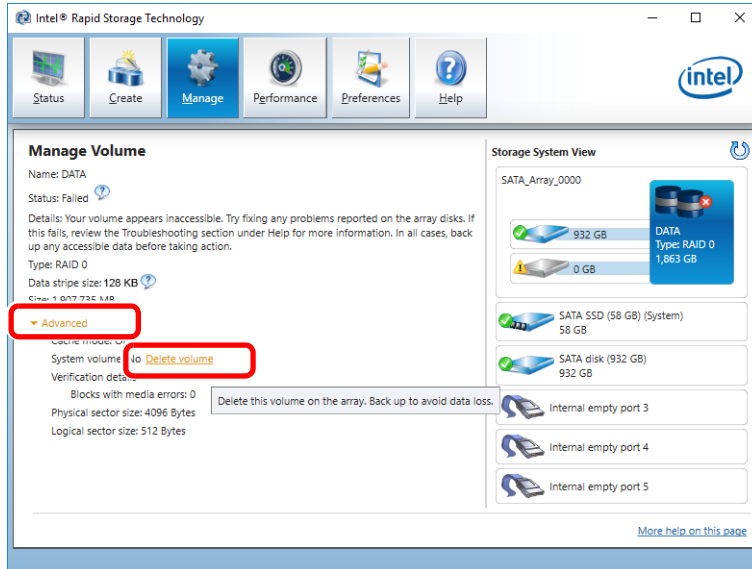 Intel® Rapid Storage Technology
Status
Create
Manage
Performance
Preferences
Help
intel
Manage Volume
Name: DATA
Status: Failed
Details: Your volume appears inaccessible. Try fixing any problems reported on the array disks. If
this fails, review the Troubleshooting section under Help for more information. In all cases, back
up any accessible data before taking action.
Type: RAID 0
Data stripe size: 128 KB
Size: 1,907,735 MB
Advanced
Cache mode:
System volume: No Delete volume
Verification
Blocks with media errors: 0
Physical sector size: 4096 Bytes
Logical sector size: 512 Bytes
Delete this volume on the array. Back up to avoid data loss.
Storage System View
SATA_Array_0000
932 GB
0 GB
DATA
Type: RAID 0
1,863 GB
SATA SSD (58 GB) (System)
58 GB
SATA disk (932 GB)
932 GB
Internal empty port 3
Internal empty port 4
Internal empty port 5
More help on this page